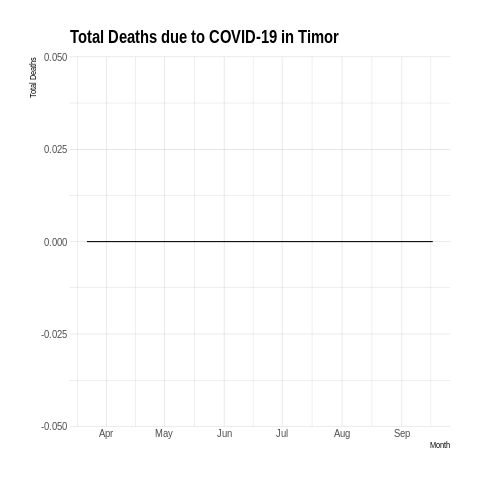 Total Deaths due to COVID-19 in Timor
Total Deaths
0.050
0.025
0.000
-0.025
-0.050
Apr May Jun Jul Aug Sep
Month